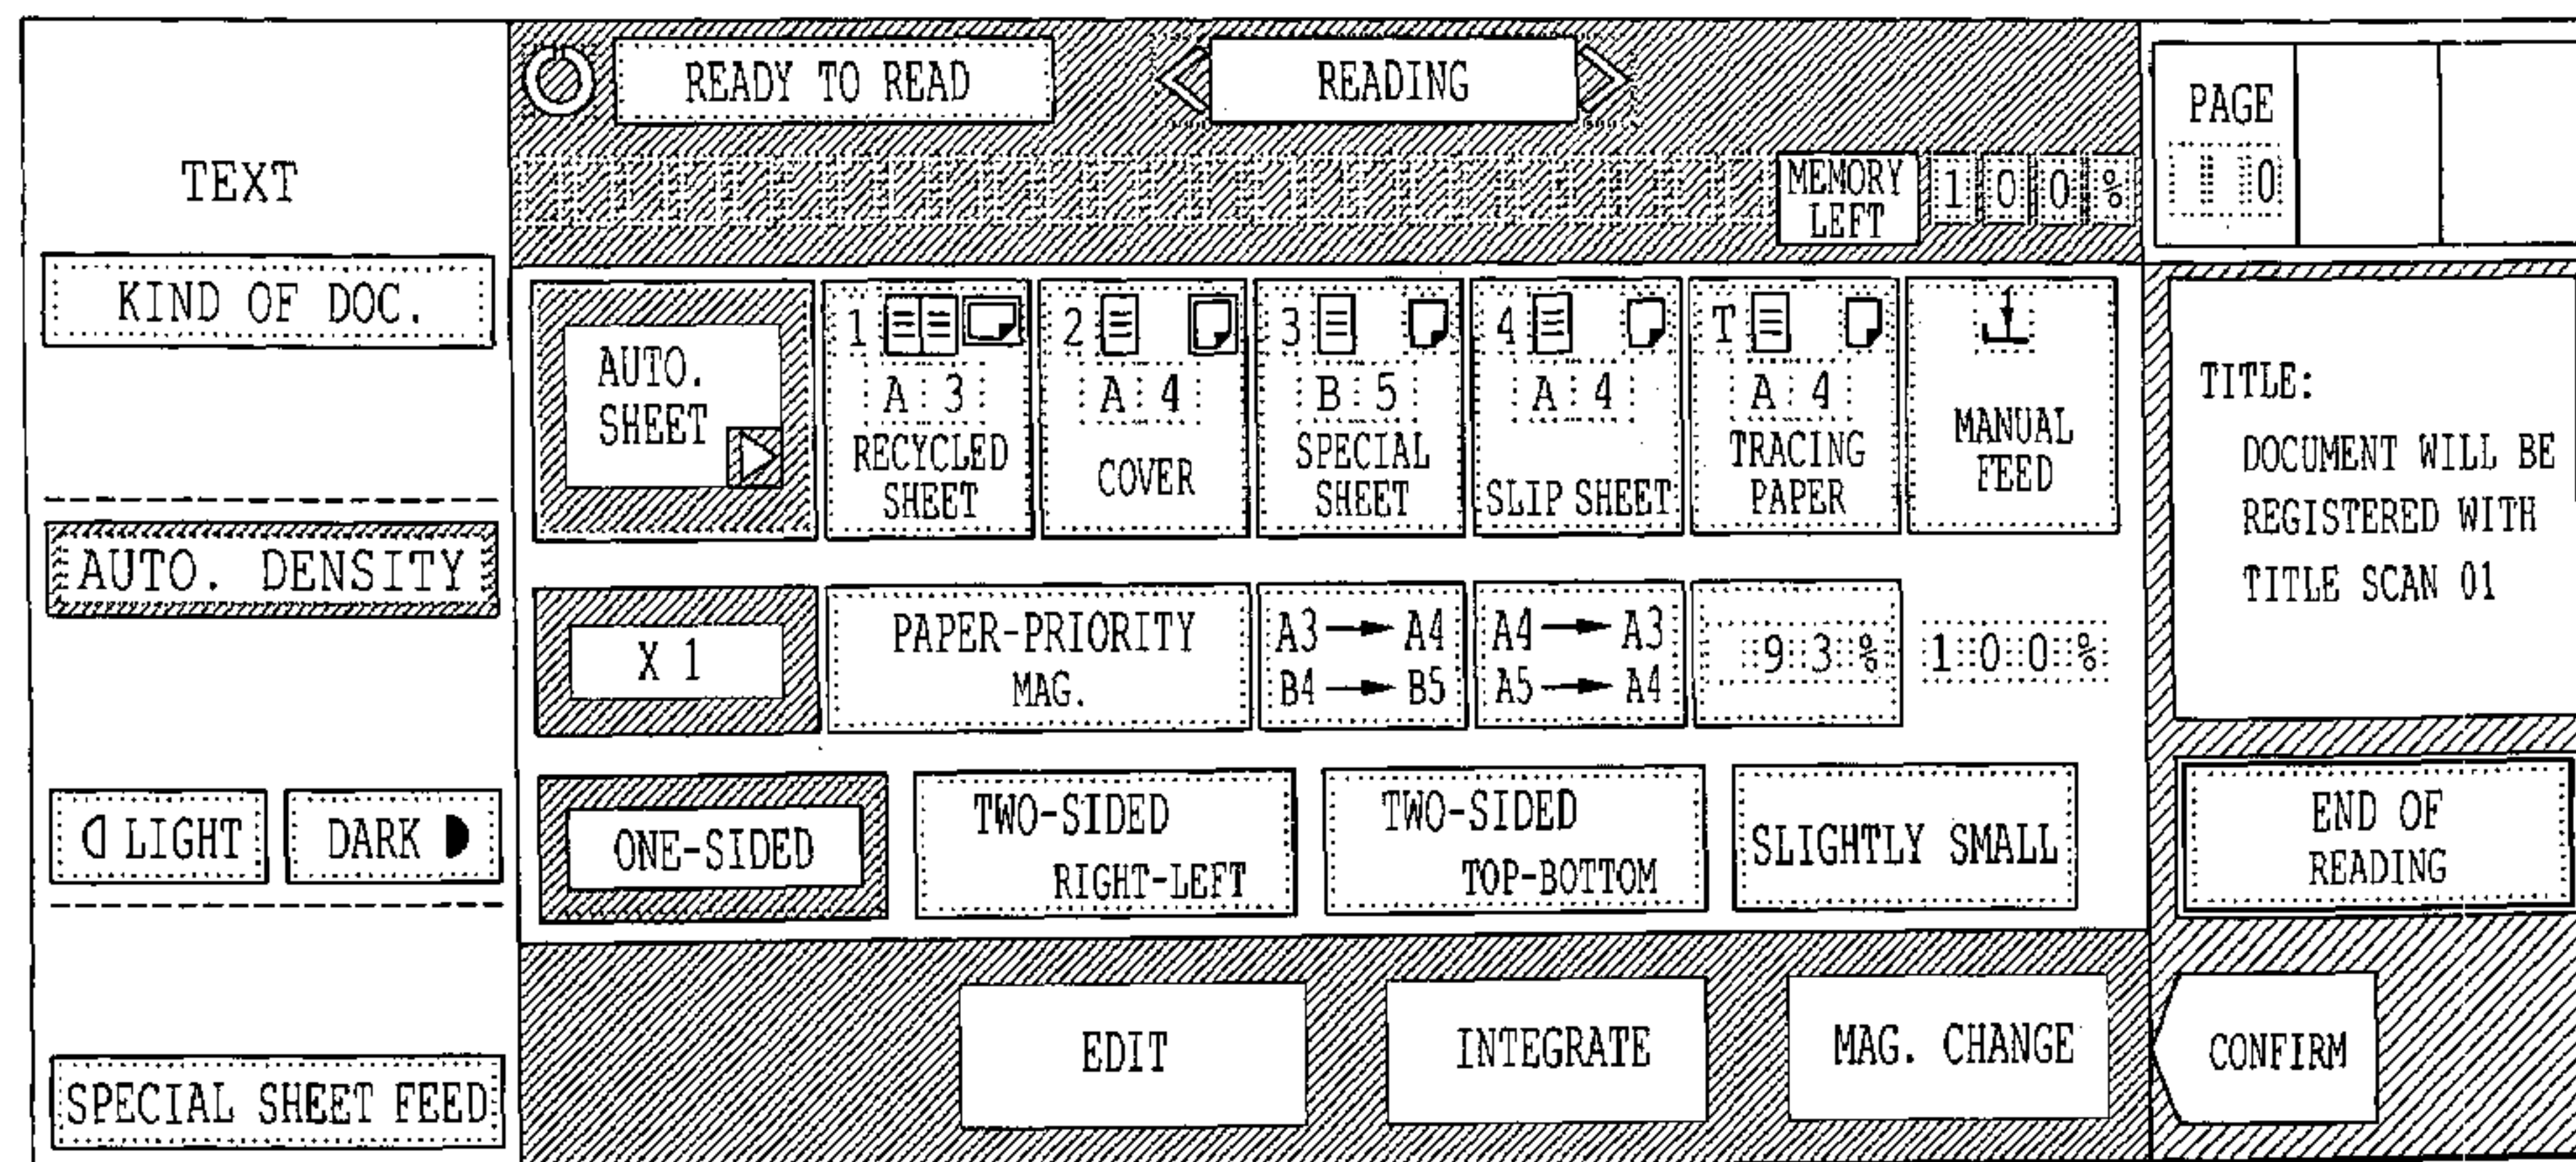 TEXT
KIND OF DOC.
AUTO. DENSITY
LIGHT
DARK
SPECIAL SHEET FEED
READY TO READ
READING
MEMORY
LEFT
100%
AUTO.
SHEET
1
A3
RECYCLED
SHEET
2
A4
COVER
3
B5
SPECIAL
SHEET
4
A4
SLIP SHEET
T
A4
TRACING
PAPER
MANUAL
FEED
X 1
PAPER-PRIORITY
MAG.
A3 → A4
B4 → B5
A4 → A3
A5 → A4
93%
100%
ONE-SIDED
TWO-SIDED
RIGHT-LEFT
TWO-SIDED
TOP-BOTTOM
SLIGHTLY SMALL
EDIT
INTEGRATE
MAG. CHANGE
PAGE
0
TITLE:
DOCUMENT WILL BE
REGISTERED WITH
TITLE SCAN 01
END OF
READING
CONFIRM